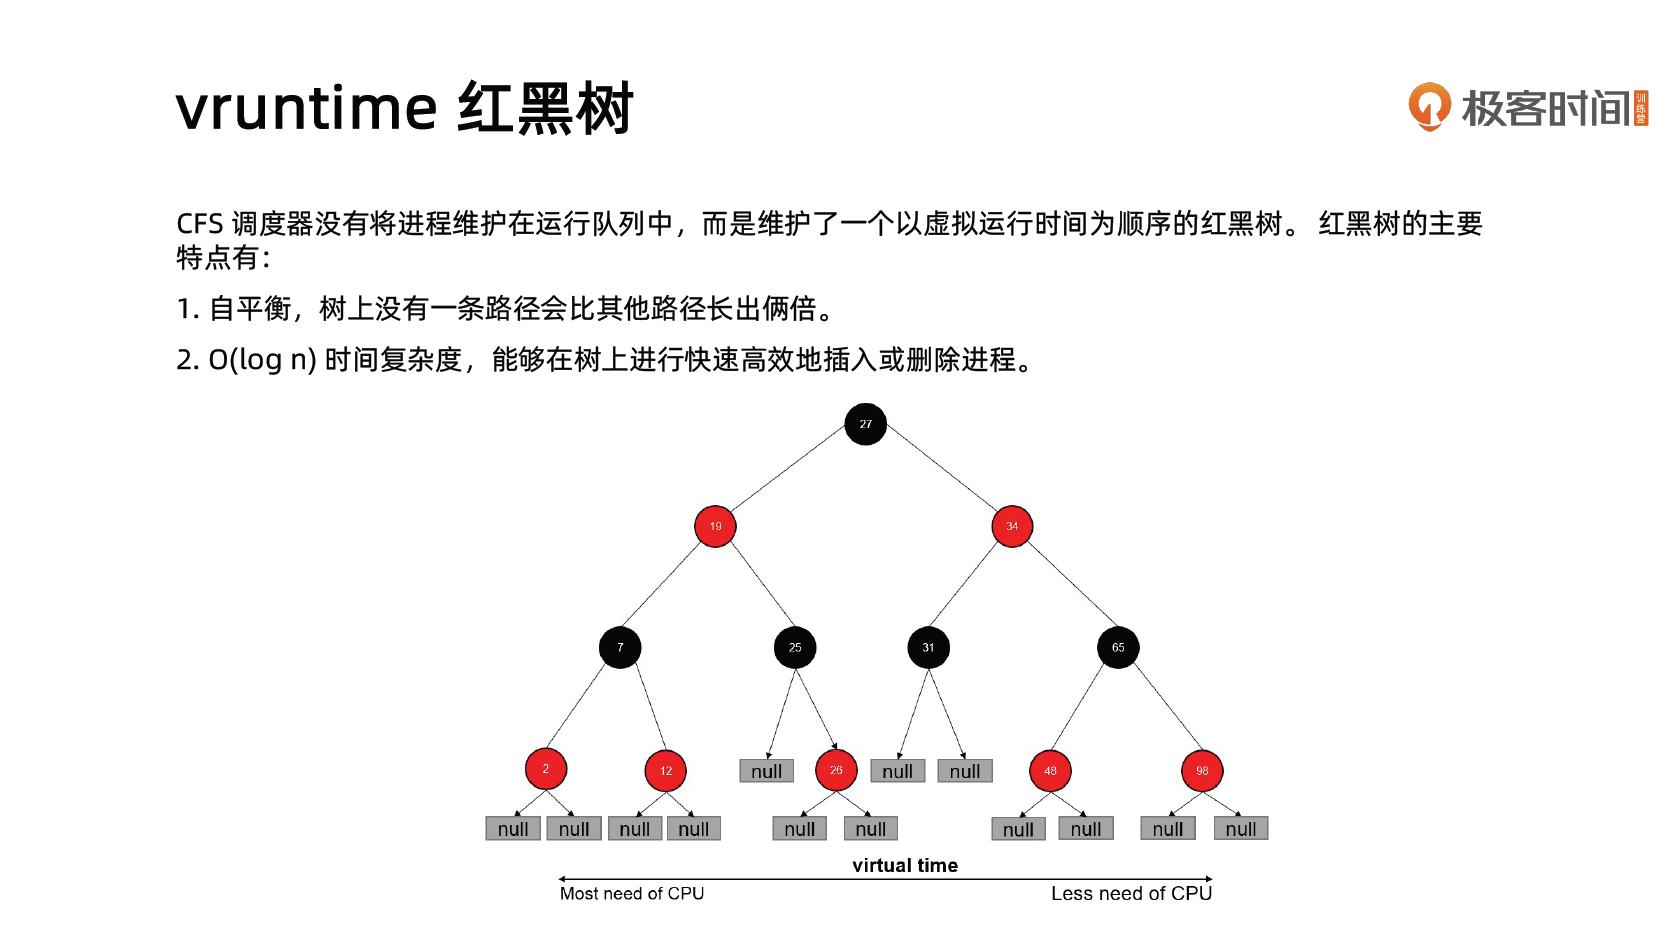 vruntime 红黑树
极客时间
训练营
CFS 调度器没有将进程维护在运行队列中，而是维护了一个以虚拟运行时间为顺序的红黑树。 红黑树的主要
特点有：
1. 自平衡，树上没有一条路径会比其他路径长出俩倍。
2. O(log n) 时间复杂度，能够在树上进行快速高效地插入或删除进程。
27
19 34
7 25 31 65
2 12 null 26 null null 48 98
null null null null null null null null null null
virtual time
Most need of CPU Less need of CPU